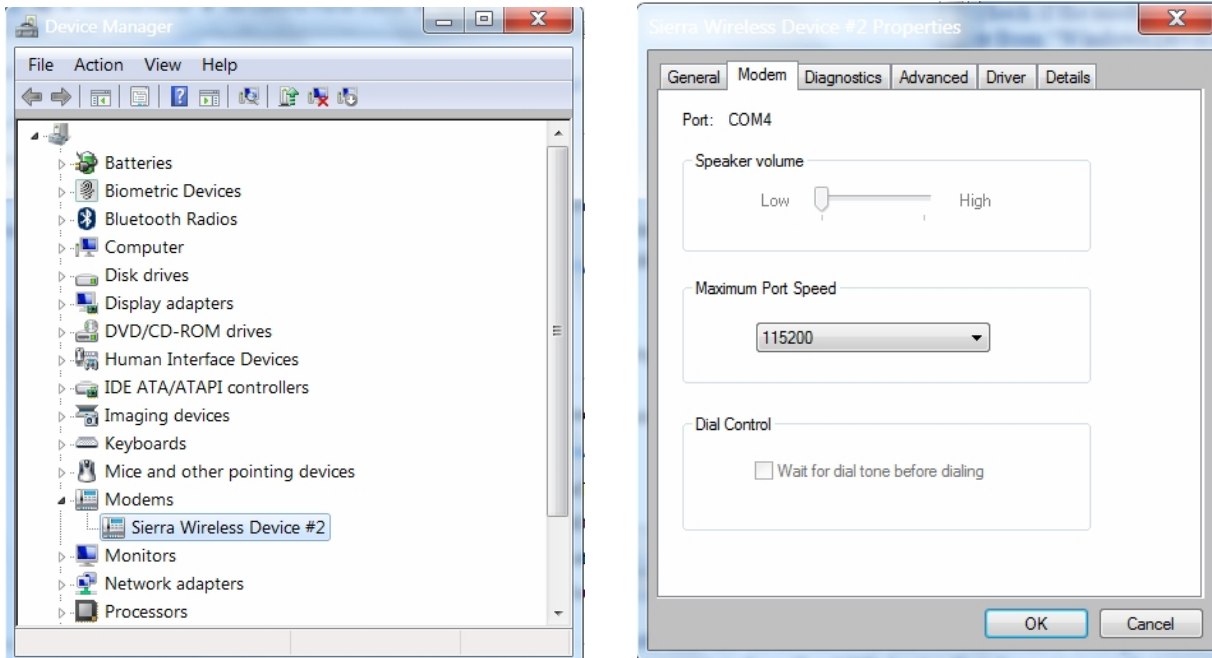 Device Manager
File Action View Help
Batteries
Biometric Devices
Bluetooth Radios
Computer
Disk drives
Display adapters
DVD/CD-ROM drives
Human Interface Devices
IDE ATA/ATAPI controllers
Imaging devices
Keyboards
Mice and other pointing devices
Modems
Sierra Wireless Device #2
Monitors
Network adapters
Processors
Sierra Wireless Device #2 Properties
General Modem Diagnostics Advanced Driver Details
Port: COM4
Speaker volume
Low High
Maximum Port Speed
115200
Dial Control
Wait for dial tone before dialing
OK Cancel